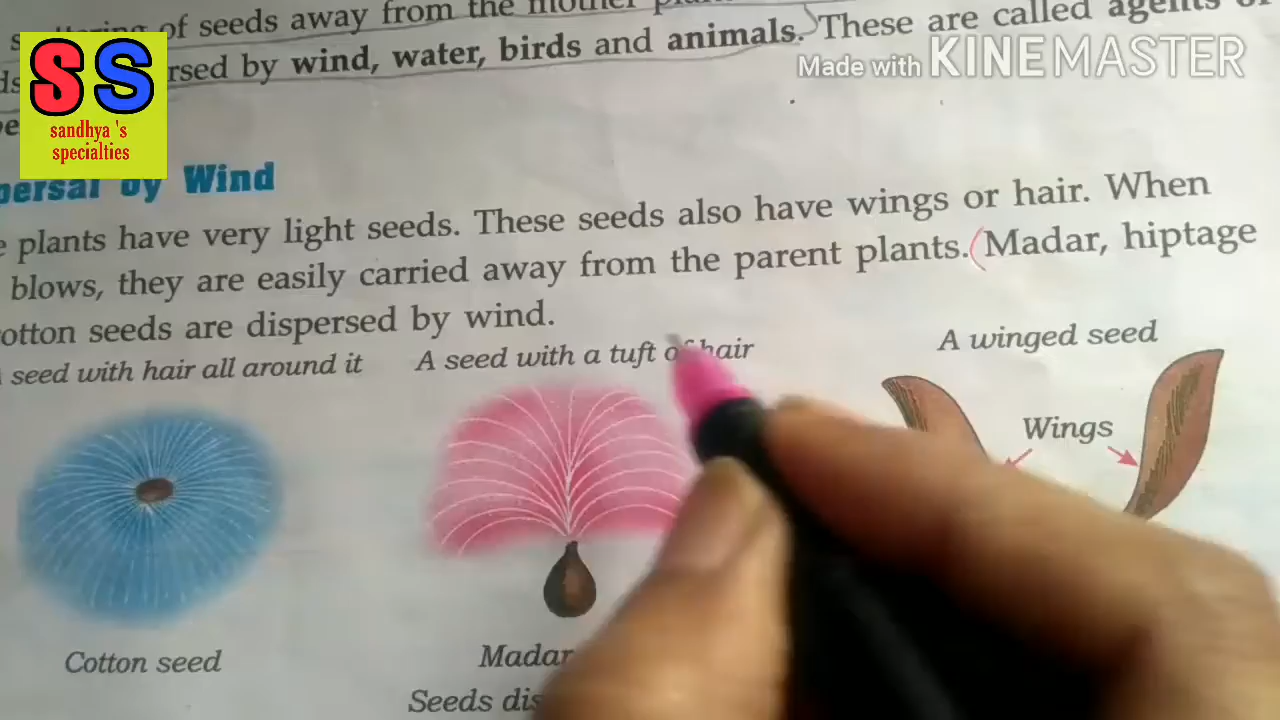 of seeds away from the mother
rsed by wind, water, birds and animals. These are called agents of
Made with KINEMASTER
SS
sandhya 's
specialties
persal by Wind
plants have very light seeds. These seeds also have wings or hair. When
blows, they are easily carried away from the parent plants. (Madar, hiptage
otton seeds are dispersed by wind.
seed with hair all around it
A seed with a tuft of hair
A winged seed
Wings
Cotton seed
Madar
Seeds dis